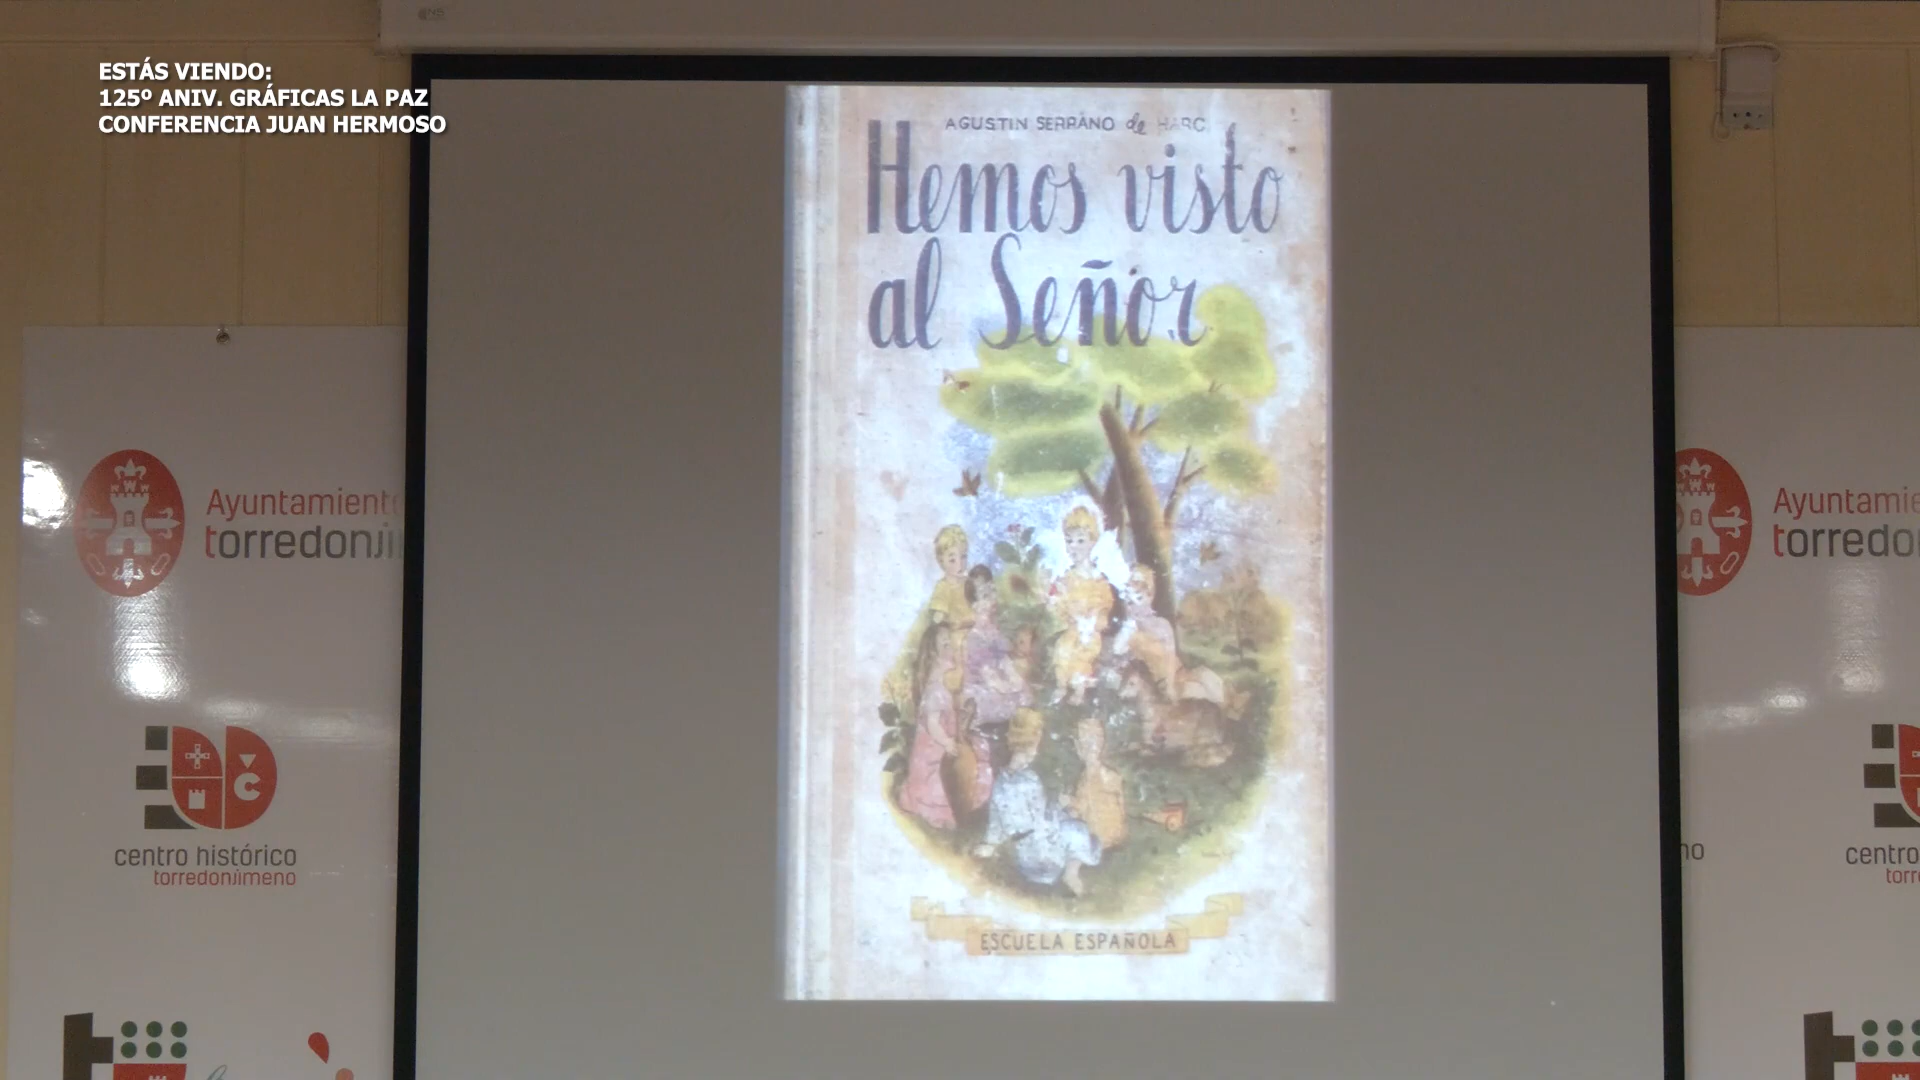 ESTÁS VIENDO:
125º ANIV. GRÁFICAS LA PAZ
CONFERENCIA JUAN HERMOSO
AGUSTIN SERRANO de HARO
Hemos visto
al Señor
ESCUELA ESPAÑOLA
Ayuntamiento
torredonji
centro histórico
torredonjimeno
Ayuntamie
torredo
no
centro
torre